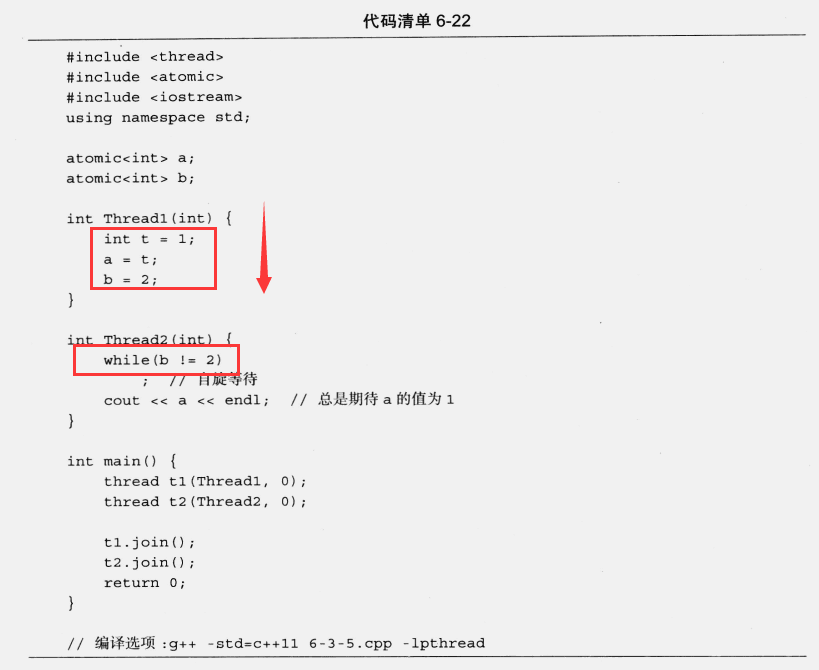 代码清单 6-22
#include <thread>
#include <atomic>
#include <iostream>
using namespace std;
atomic<int> a;
atomic<int> b;
int Thread1(int) {
int t = 1;
a = t;
b = 2;
}
int Thread2(int) {
while(b != 2)
; // 自旋等待
cout << a << endl; // 总是期待 a 的值为 1
}
int main() {
thread t1(Thread1, 0);
thread t2(Thread2, 0);
t1.join();
t2.join();
return 0;
}
// 编译选项:g++ -std=c++11 6-3-5.cpp -lpthread